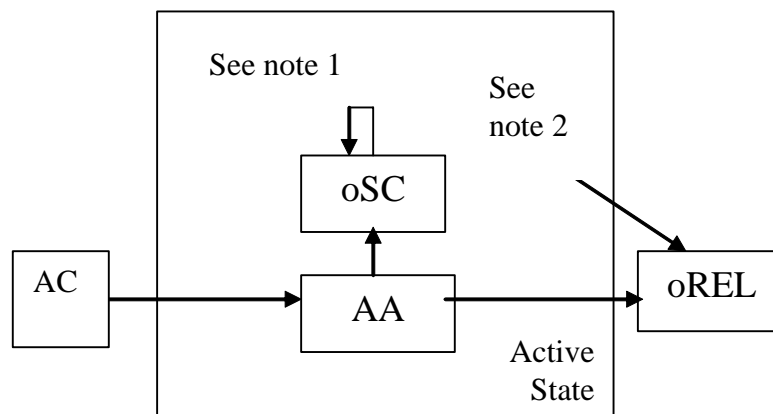 See note 1
See
note 2
oSC
AC
AA
oREL
Active
State